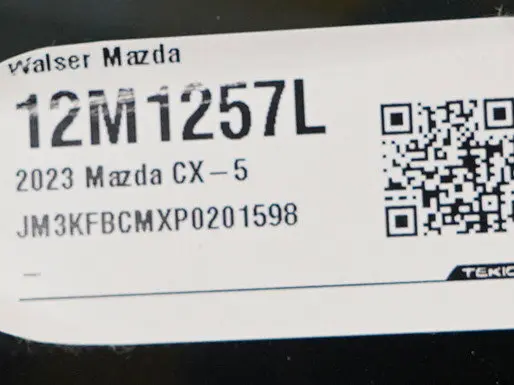 Walser Mazda
12M1257L
2023 Mazda CX-5
JM3KFBCMXP0201598
–